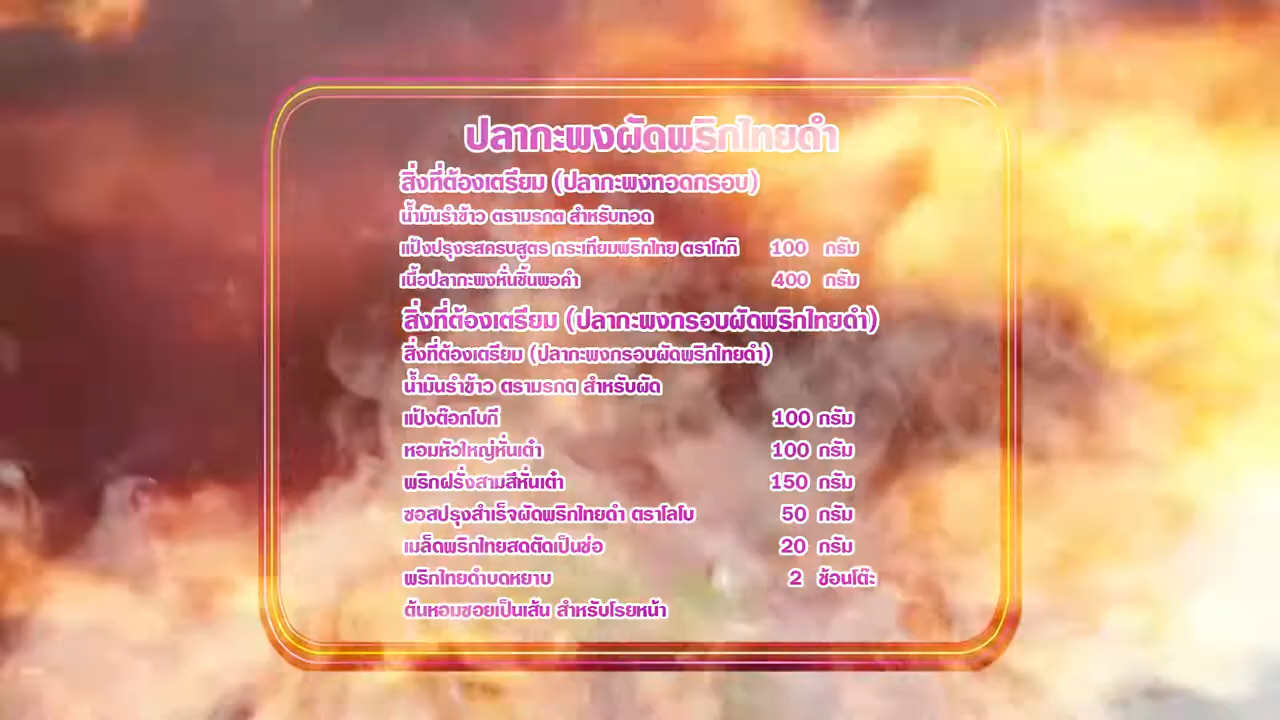 ปลากะพงผัดพริกไทยดำ
สิ่งที่ต้องเตรียม (ปลากะพงทอดกรอบ)
น้ำมันรำข้าว ตรามรกต สำหรับทอด
แป้งปรุงรสครบสูตร กระเทียมพริกไทย ตราโกกิ 100 กรัม
เนื้อปลากะพงหั่นชิ้นพอคำ 400 กรัม
สิ่งที่ต้องเตรียม (ปลากะพงกรอบผัดพริกไทยดำ)
สิ่งที่ต้องเตรียม (ปลากะพงกรอบผัดพริกไทยดำ)
น้ำมันรำข้าว ตรามรกต สำหรับผัด
แป้งต๊อกโบกี 100 กรัม
หอมหัวใหญ่หั่นเต๋า 100 กรัม
พริกฝรั่งสามสีหั่นเต๋า 150 กรัม
ซอสปรุงสำเร็จผัดพริกไทยดำ ตราโลโบ 50 กรัม
เมล็ดพริกไทยสดตัดเป็นช่อ 20 กรัม
พริกไทยดำบดหยาบ 2 ช้อนโต๊ะ
ต้นหอมซอยเป็นเส้น สำหรับโรยหน้า